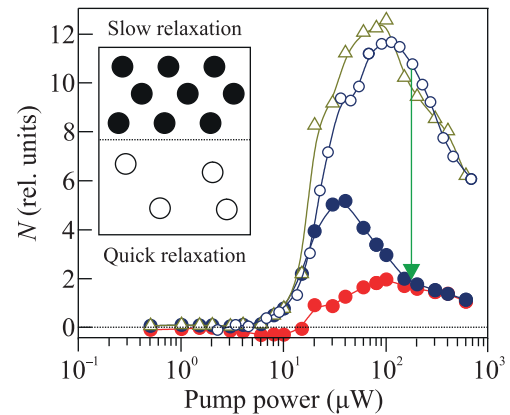 Slow relaxation
Quick relaxation
N (rel. units)
12
10
8
6
4
2
0
10⁻¹ 10⁰ 10¹ 10² 10³
Pump power (μW)